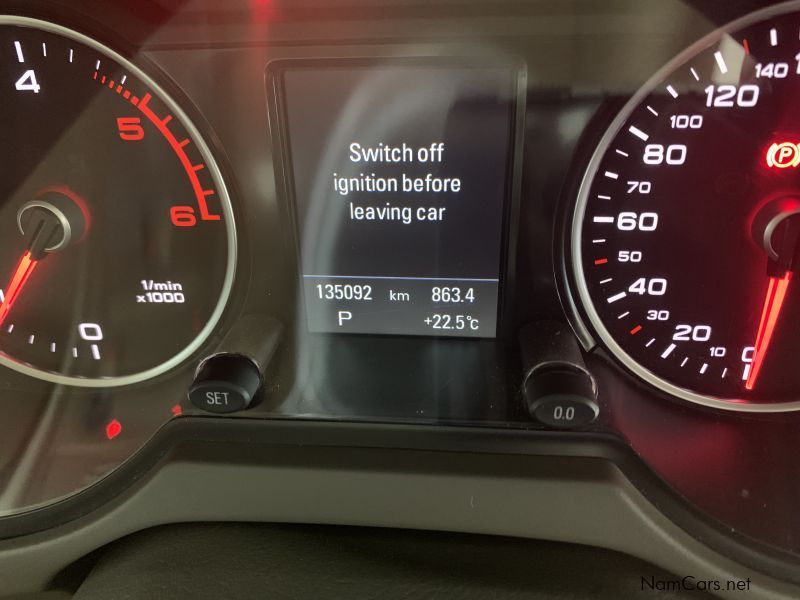 Switch off
ignition before
leaving car
135092 km 863.4
P +22.5°C
4
5
6
1/min
x1000
0
SET
0.0
140
120
100
80
70
60
50
40
30
20
10
0
P
NamCars.net